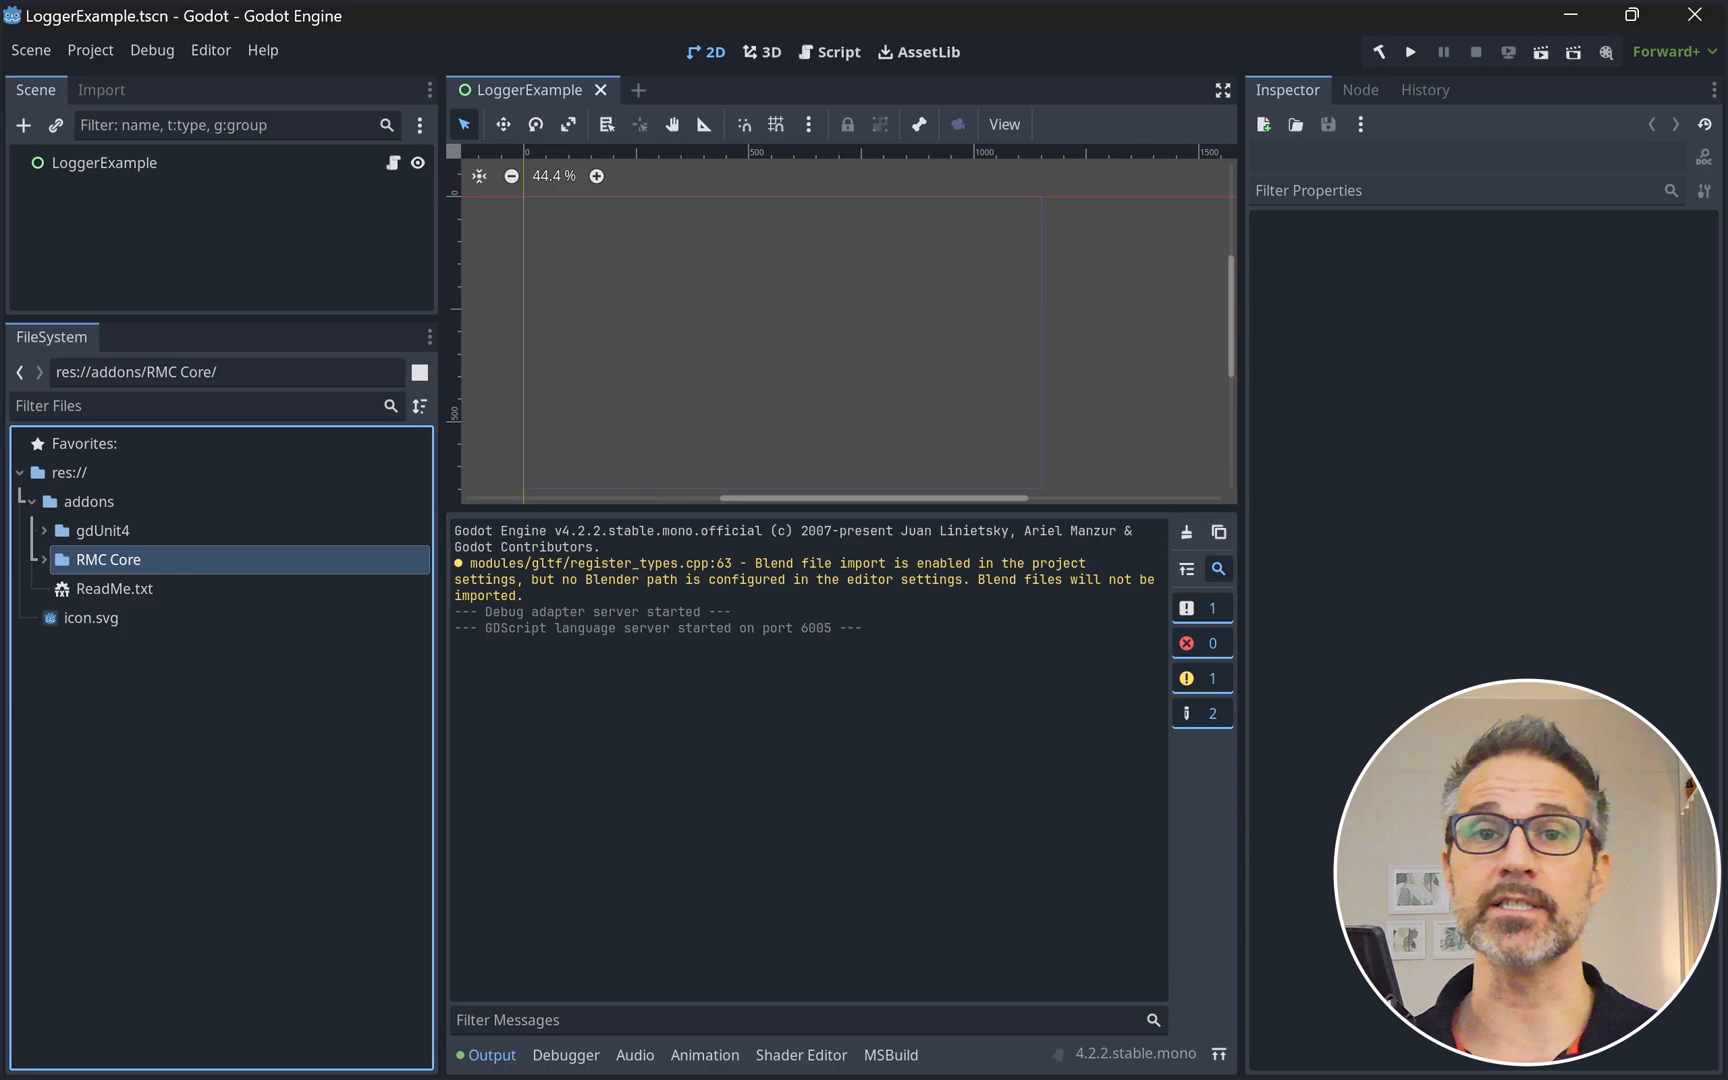 LoggerExample.tscn - Godot - Godot Engine
Scene Project Debug Editor Help
2D 3D Script AssetLib
Forward+
Scene Import
Filter: name, t:type, g:group
LoggerExample
FileSystem
res://addons/RMC Core/
Filter Files
Favorites:
res://
addons
gdUnit4
RMC Core
ReadMe.txt
icon.svg
LoggerExample
View
0 500 1000 1500
44.4 %
0
500
Godot Engine v4.2.2.stable.mono.official (c) 2007-present Juan Linietsky, Ariel Manzur &
Godot Contributors.
modules/gltf/register_types.cpp:63 - Blend file import is enabled in the project
settings, but no Blender path is configured in the editor settings. Blend files will not be
imported.
--- Debug adapter server started ---
--- GDScript language server started on port 6005 ---
1
0
1
2
Filter Messages
Output Debugger Audio Animation Shader Editor MSBuild
4.2.2.stable.mono
Inspector Node History
DOC
Filter Properties